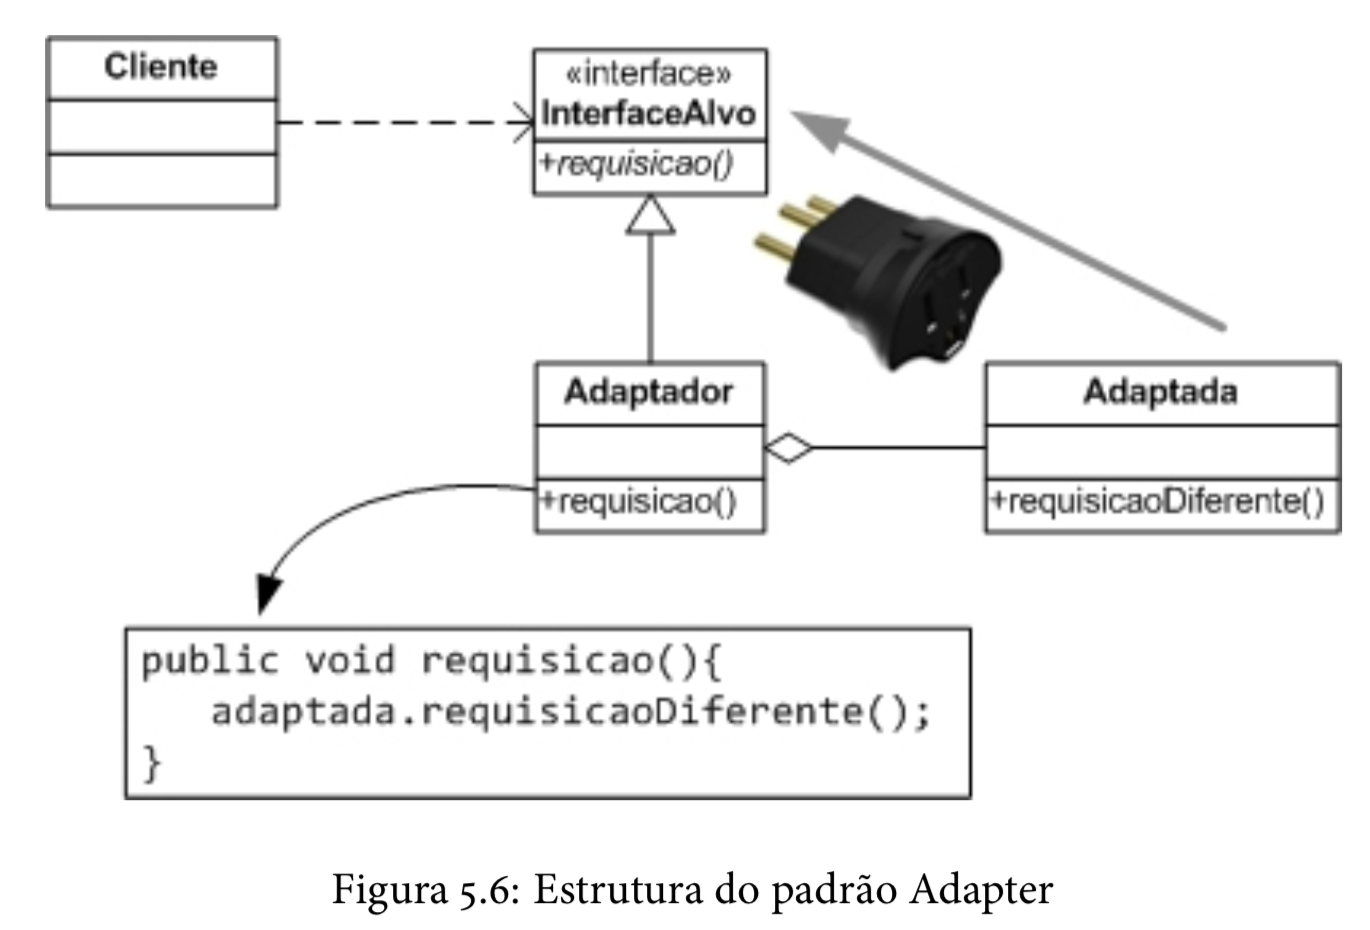 Cliente
«interface»
InterfaceAlvo
+requisicao()
Adaptador
+requisicao()
Adaptada
+requisicaoDiferente()
public void requisicao(){
adaptada.requisicaoDiferente();
}
Figura 5.6: Estrutura do padrão Adapter